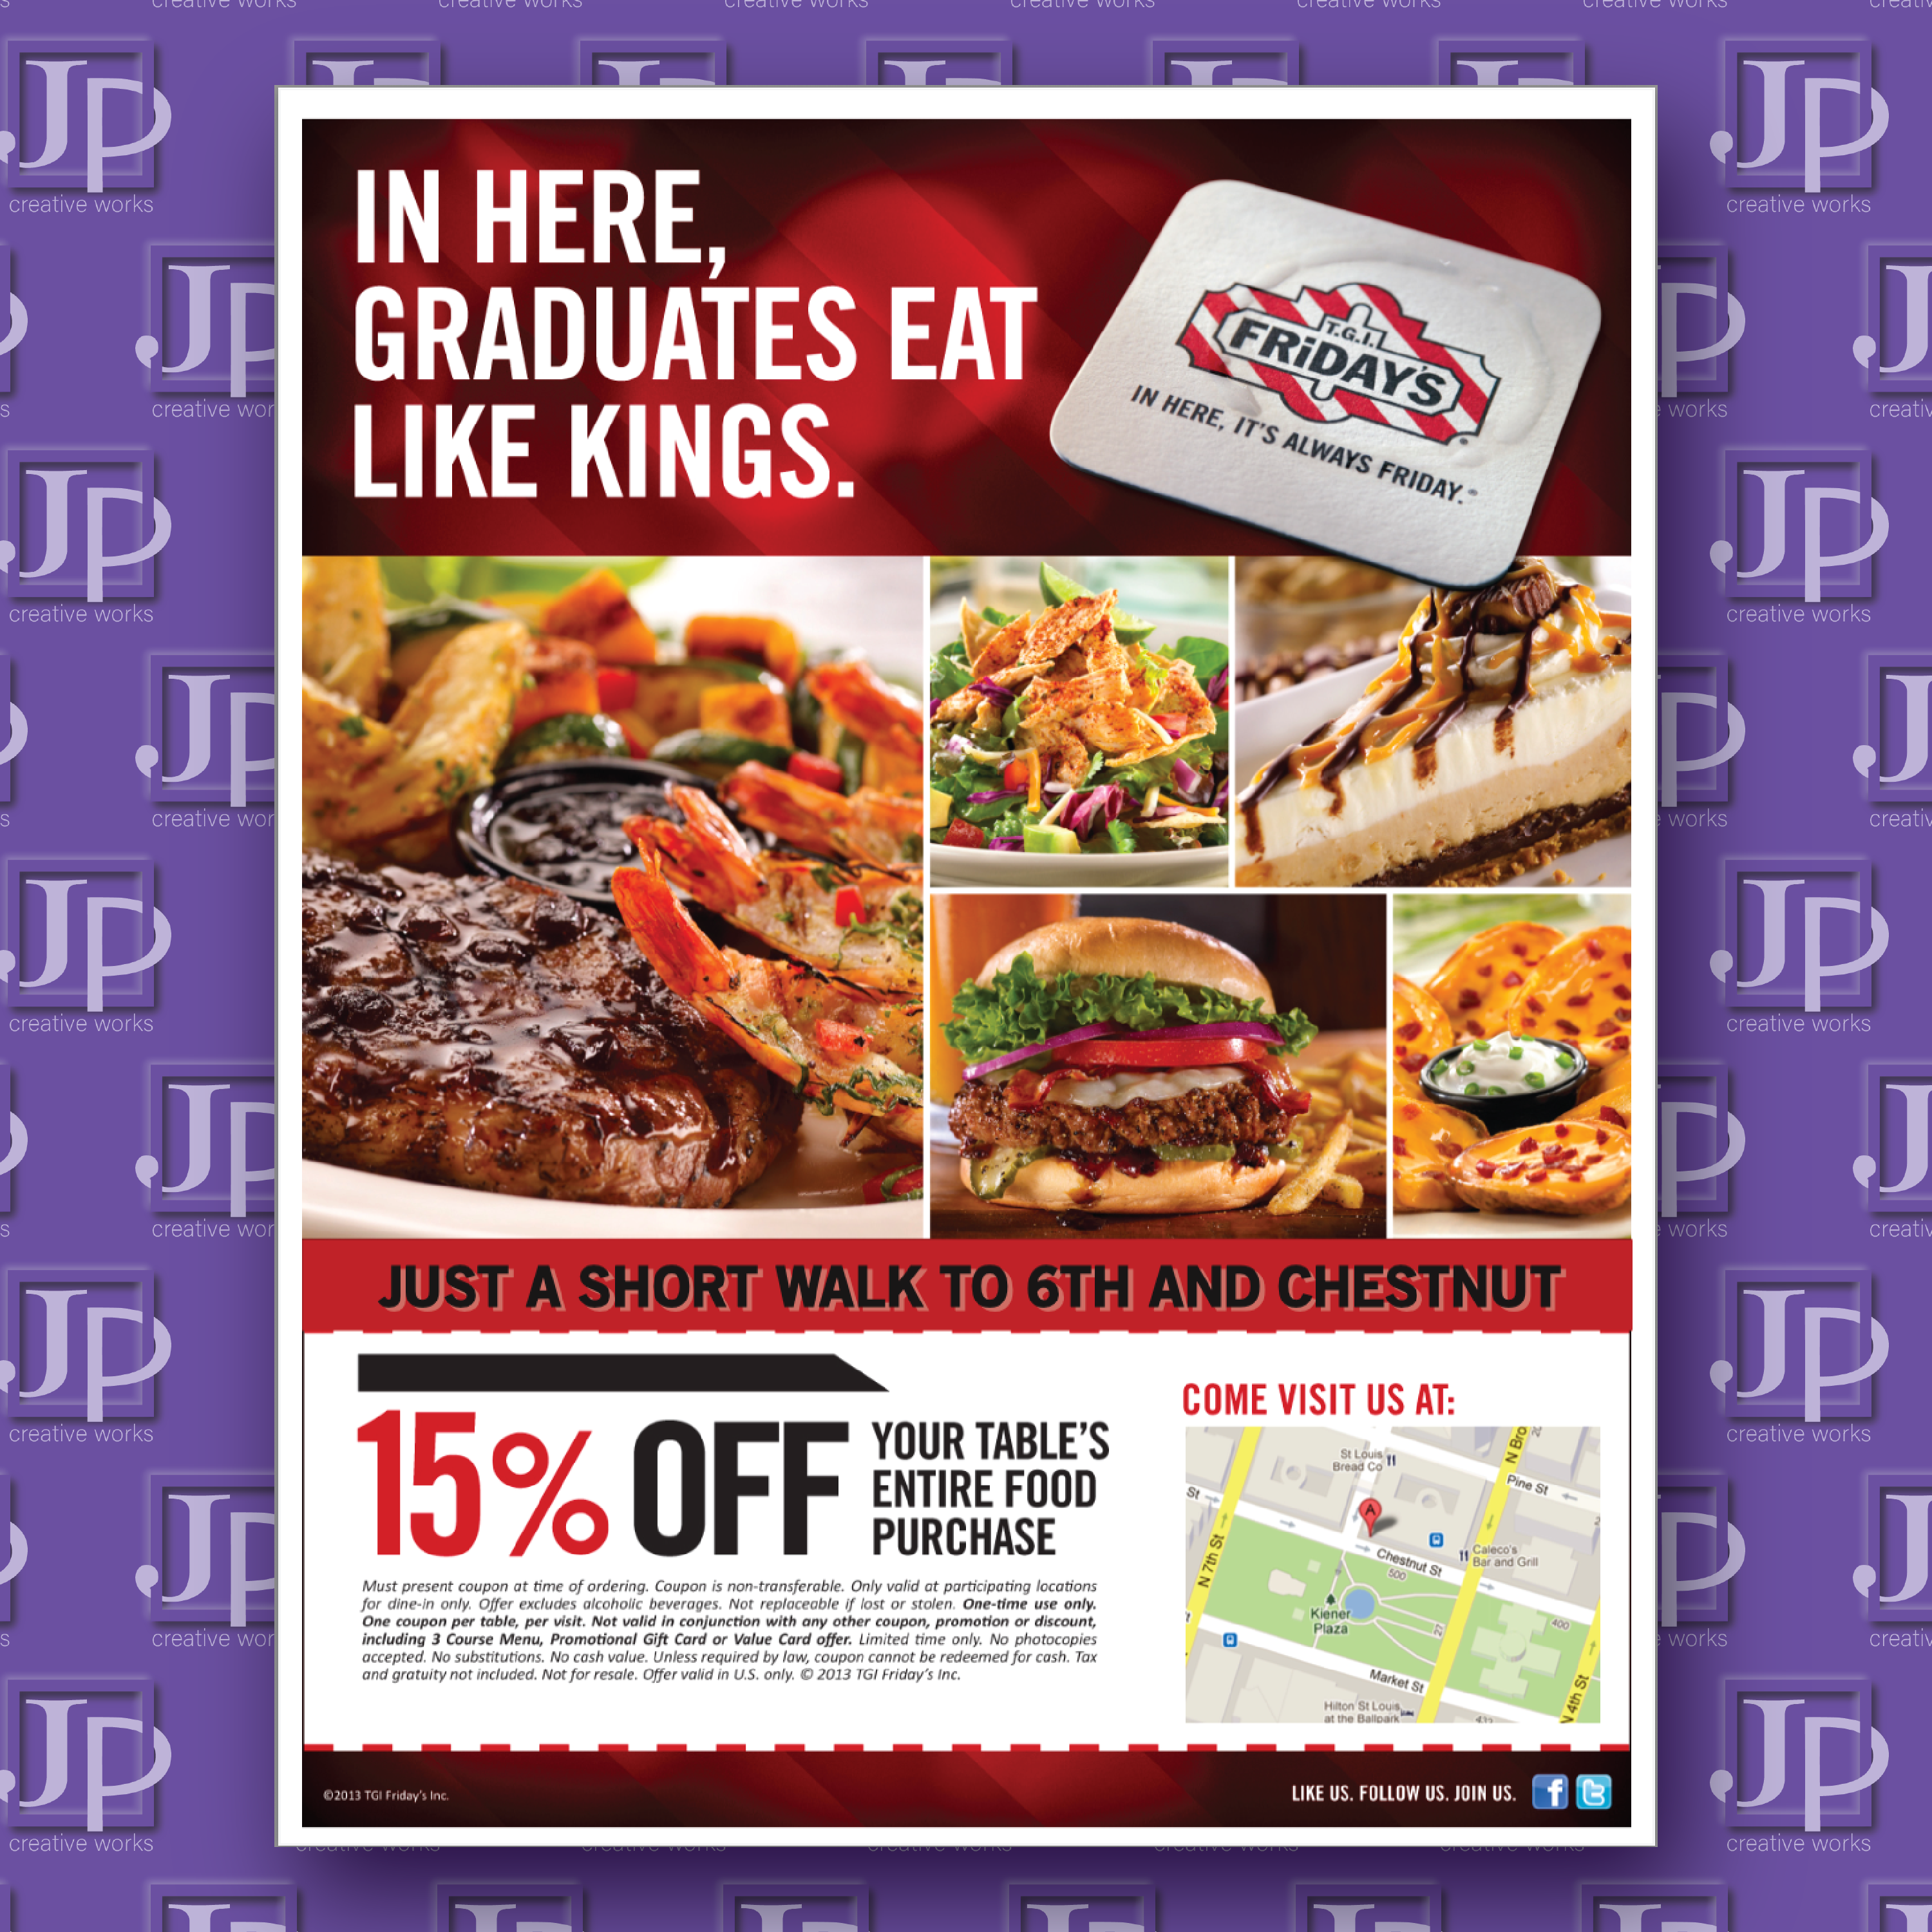 IN HERE,
GRADUATES EAT
LIKE KINGS.
T.G.I.
FRiDAY'S
IN HERE, IT'S ALWAYS FRIDAY.
JUST A SHORT WALK TO 6TH AND CHESTNUT
15% OFF
YOUR TABLE'S
ENTIRE FOOD
PURCHASE
Must present coupon at time of ordering. Coupon is non-transferable. Only valid at participating locations
for dine-in only. Offer excludes alcoholic beverages. Not replaceable if lost or stolen. One-time use only.
One coupon per table, per visit. Not valid in conjunction with any other coupon, promotion or discount,
including 3 Course Menu, Promotional Gift Card or Value Card offer. Limited time only. No photocopies
accepted. No substitutions. No cash value. Unless required by law, coupon cannot be redeemed for cash. Tax
and gratuity not included. Not for resale. Offer valid in U.S. only. © 2013 TGI Friday's Inc.
COME VISIT US AT:
St Louis
Bread Co
N Bro
Pine St
St
A
N 7th St
Chestnut St
500
Caleco's
Bar and Grill
Kiener
Plaza
400
Market St
N 4th St
Hilton St Louis
at the Ballpark
©2013 TGI Friday's Inc.
LIKE US. FOLLOW US. JOIN US.
JP
creative works